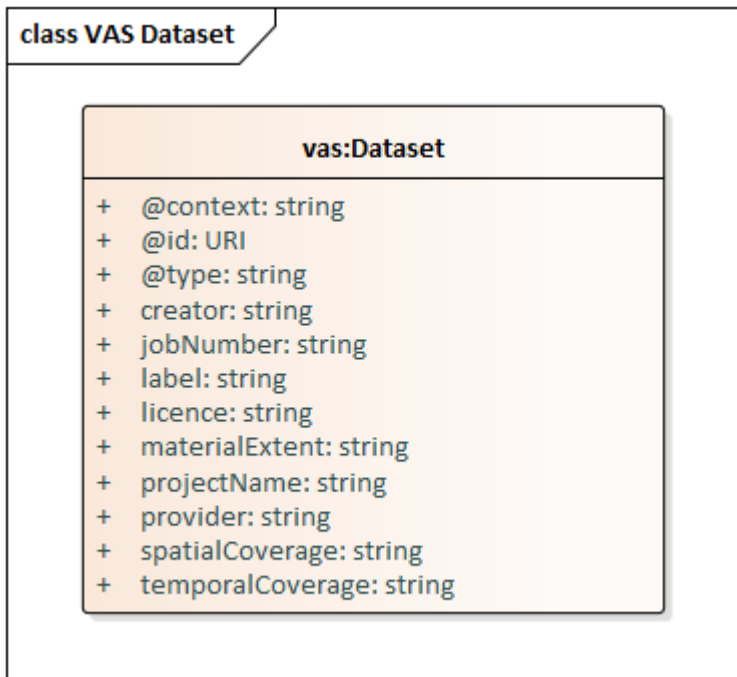 class VAS Dataset
vas:Dataset
+ @context: string
+ @id: URI
+ @type: string
+ creator: string
+ jobNumber: string
+ label: string
+ licence: string
+ materialExtent: string
+ projectName: string
+ provider: string
+ spatialCoverage: string
+ temporalCoverage: string